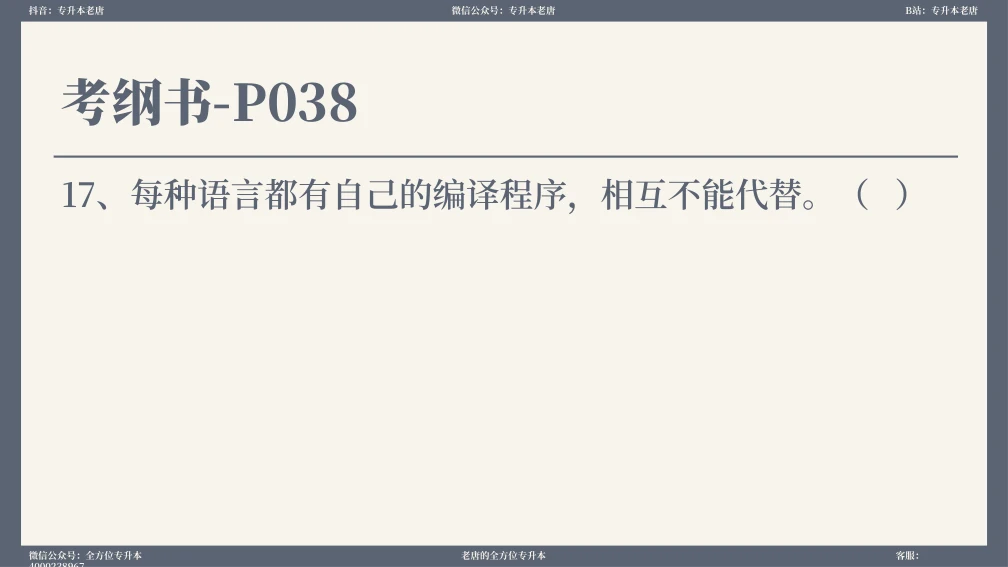 抖音：专升本老唐
微信公众号：专升本老唐
B站：专升本老唐
考纲书-P038
17、每种语言都有自己的编译程序，相互不能代替。（ ）
微信公众号：全方位专升本
老唐的全方位专升本
客服：
4000238967